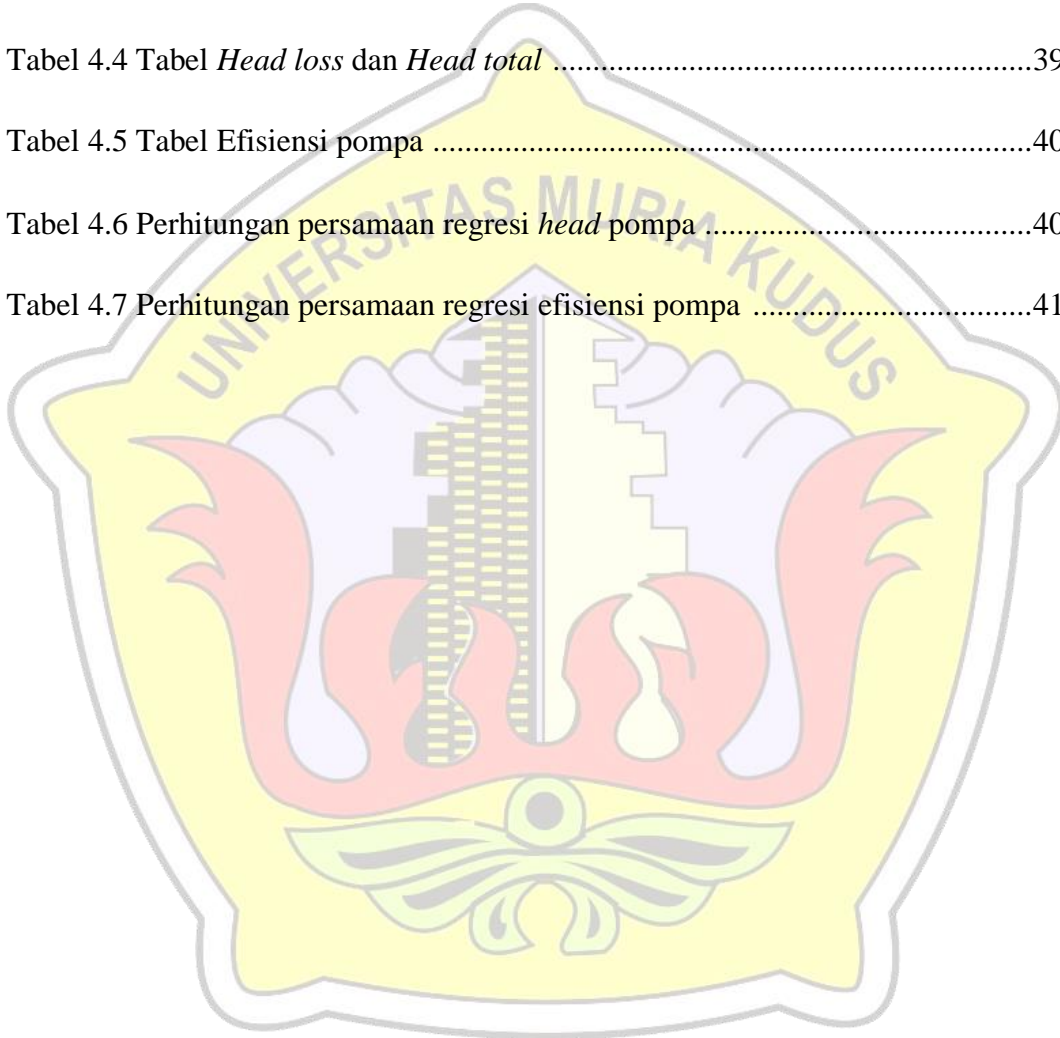 Tabel 4.4 Tabel Head loss dan Head total ............................................................39
Tabel 4.5 Tabel Efisiensi pompa ...........................................................................40
Tabel 4.6 Perhitungan persamaan regresi head pompa .........................................40
Tabel 4.7 Perhitungan persamaan regresi efisiensi pompa ...................................41
UNIVERSITAS MURIA KUDUS